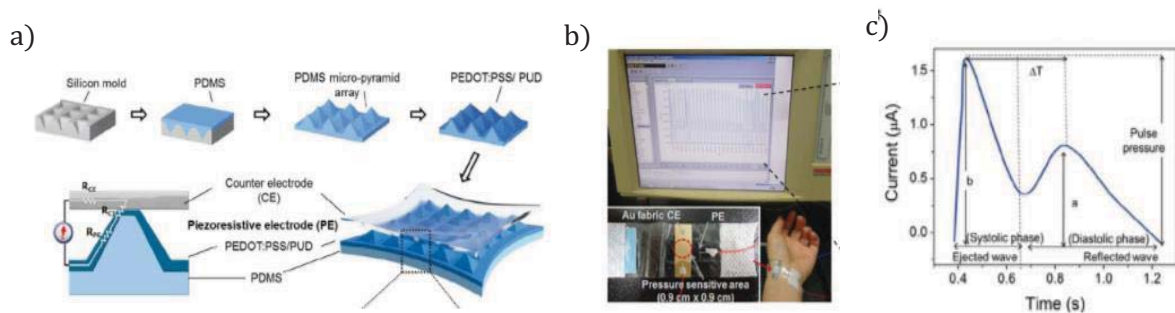 a)
Silicon mold
PDMS
PDMS micro-pyramid
array
PEDOT:PSS/ PUD
Counter electrode
(CE)
Piezoresistive electrode (PE)
PEDOT:PSS/PUD
PDMS
R_CE
R_CT
R_PE
b)
Au fabric CE
PE
Pressure sensitive area
(0.9 cm x 0.9 cm)
c)
Current (μA)
1.5
1.0
0.5
0.0
ΔT
Pulse
pressure
b
a
(Systolic phase)
(Diastolic phase)
Ejected wave
Reflected wave
0.4
0.6
0.8
1.0
1.2
Time (s)